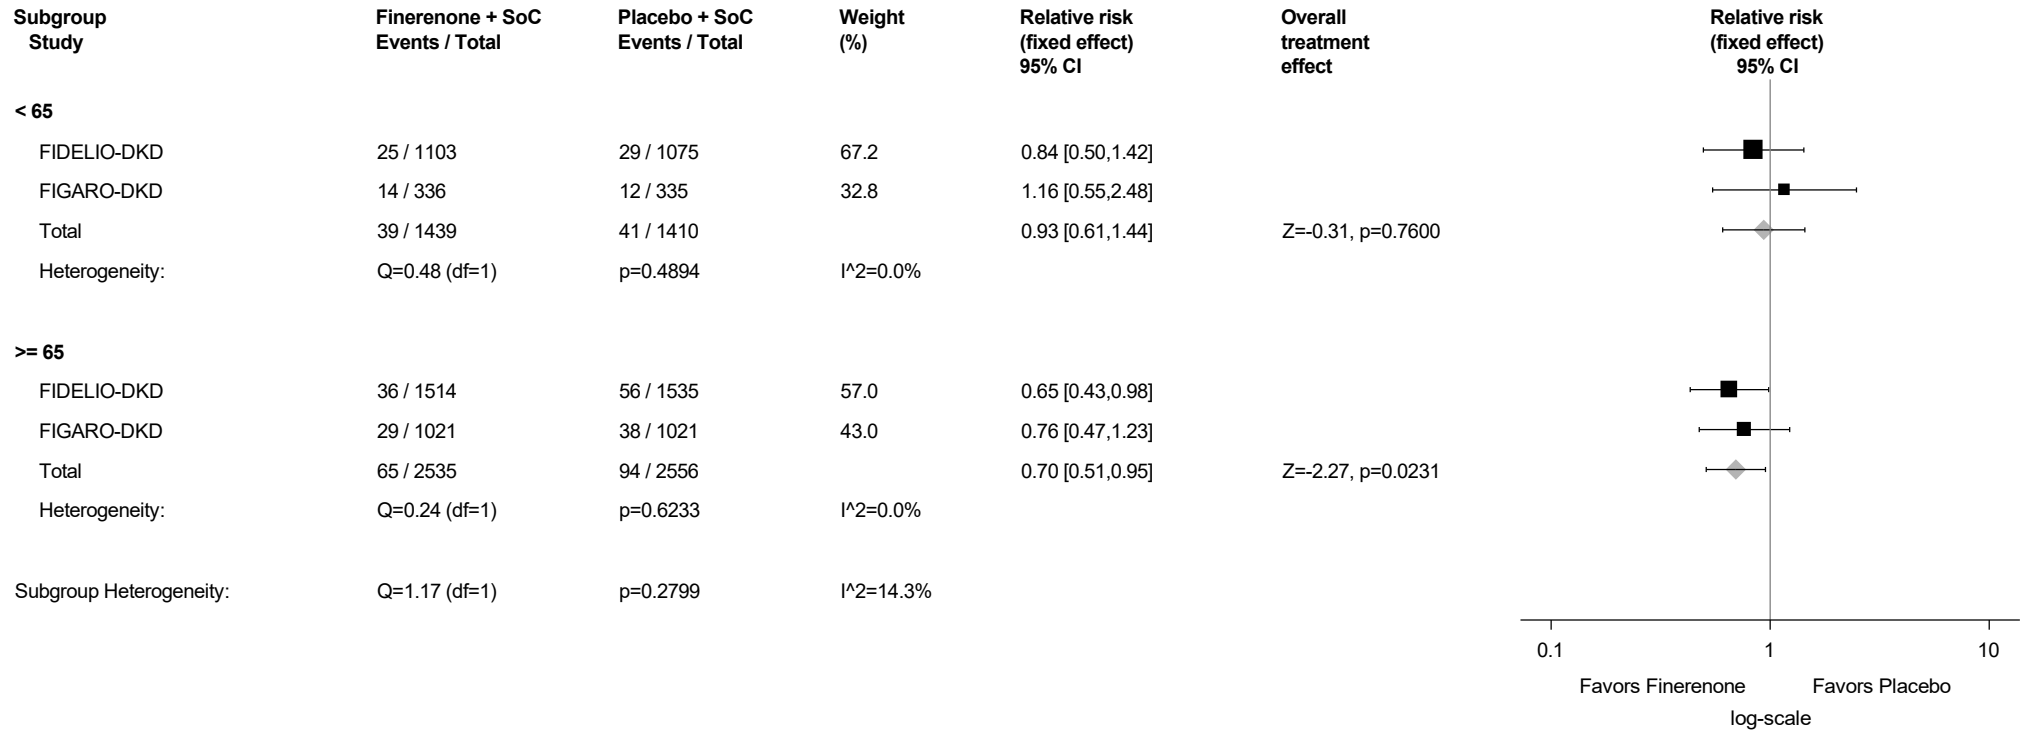 Subgroup Finerenone + SoC Placebo + SoC Weight Relative risk Overall Relative risk
Study Events / Total Events / Total (%) (fixed effect) treatment (fixed effect)
95% CI effect 95% CI
< 65
FIDELIO-DKD 25 / 1103 29 / 1075 67.2 0.84 [0.50,1.42]
FIGARO-DKD 14 / 336 12 / 335 32.8 1.16 [0.55,2.48]
Total 39 / 1439 41 / 1410 0.93 [0.61,1.44] Z=-0.31, p=0.7600
Heterogeneity: Q=0.48 (df=1) p=0.4894 I^2=0.0%
>= 65
FIDELIO-DKD 36 / 1514 56 / 1535 57.0 0.65 [0.43,0.98]
FIGARO-DKD 29 / 1021 38 / 1021 43.0 0.76 [0.47,1.23]
Total 65 / 2535 94 / 2556 0.70 [0.51,0.95] Z=-2.27, p=0.0231
Heterogeneity: Q=0.24 (df=1) p=0.6233 I^2=0.0%
Subgroup Heterogeneity: Q=1.17 (df=1) p=0.2799 I^2=14.3%
0.1 1 10
Favors Finerenone Favors Placebo
log-scale